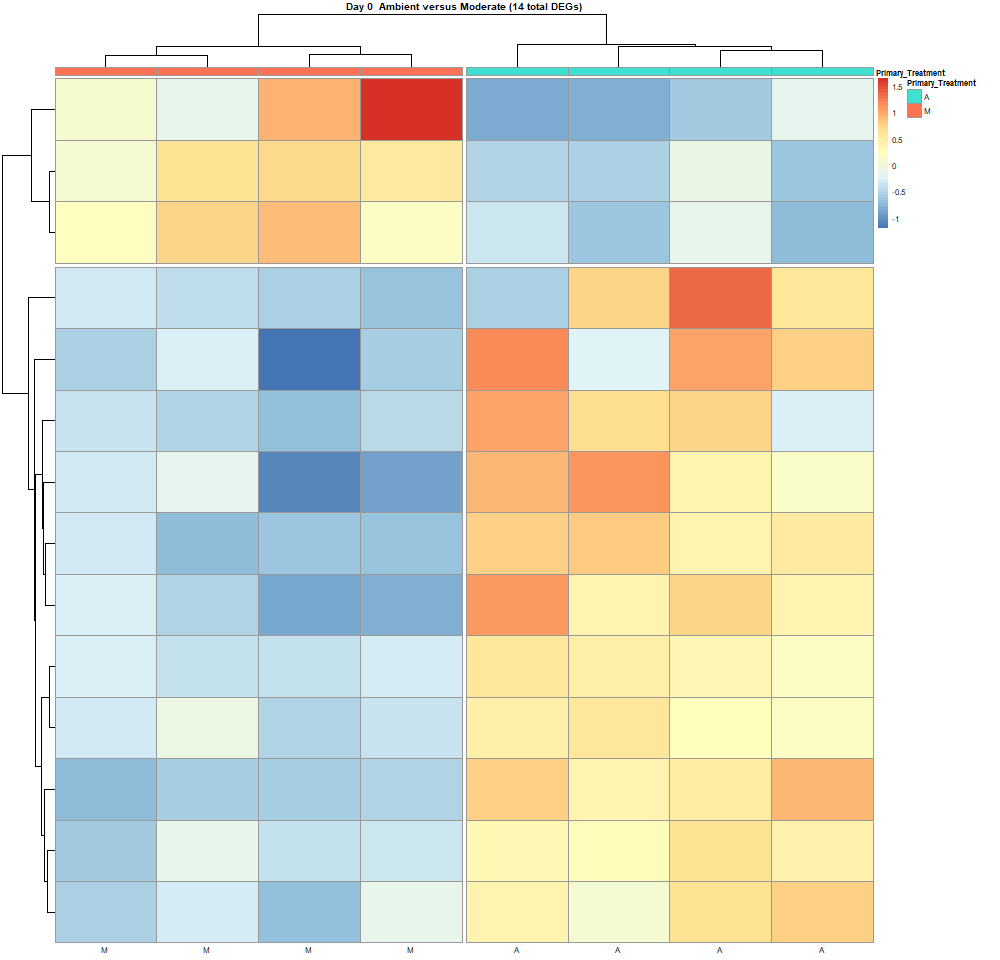 Day 0 Ambient versus Moderate (14 total DEGs)
Primary_Treatment
1.5
1
0.5
0
-0.5
-1
Primary_Treatment
A
M
M
M
M
M
A
A
A
A